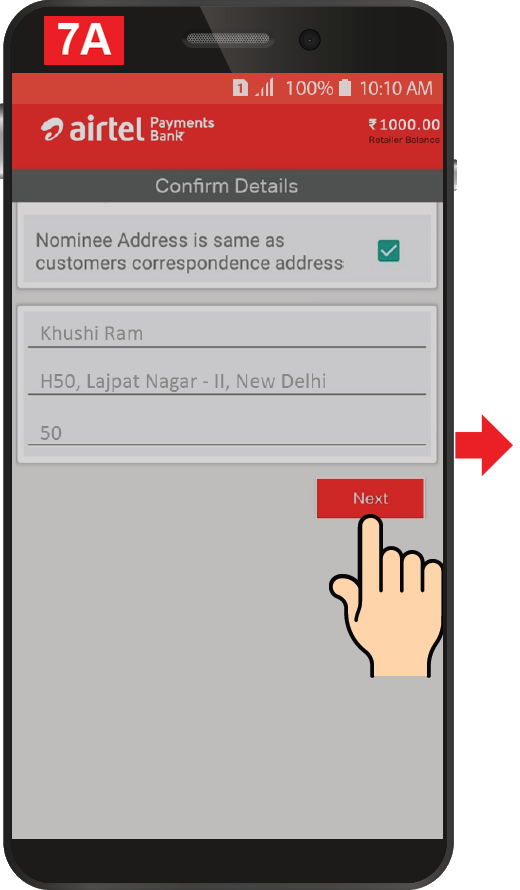 7A
1 100% 10:10 AM
airtel Payments Bank
₹1000.00
Retailer Balance
Confirm Details
Nominee Address is same as
customers correspondence address
Khushi Ram
H50, Lajpat Nagar - II, New Delhi
50
Next